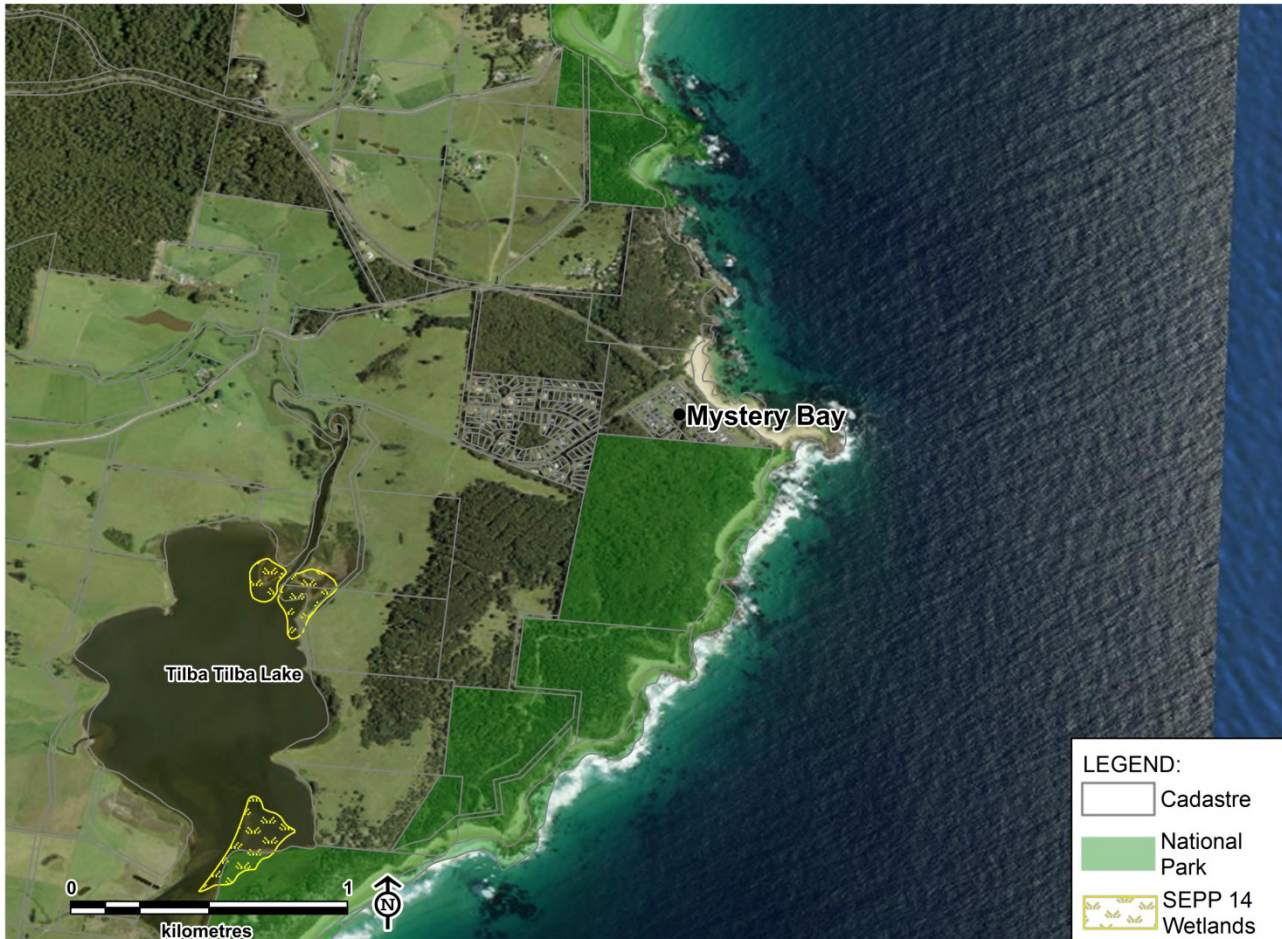 Mystery Bay
Tilba Tilba Lake
0 1
kilometres
N
LEGEND:
Cadastre
National
Park
SEPP 14
Wetlands